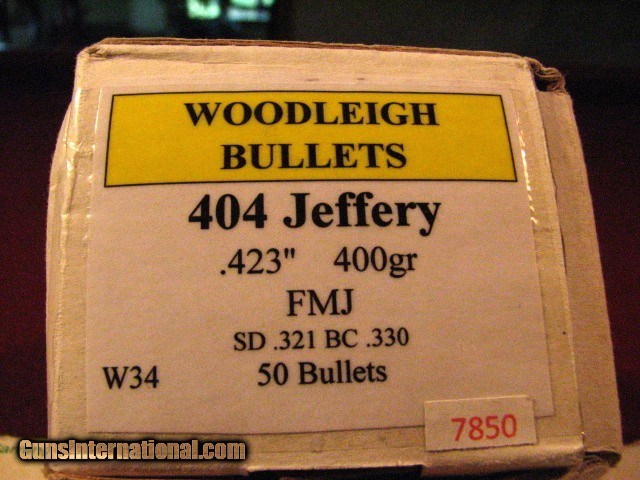 WOODLEIGH
BULLETS
404 Jeffery
.423" 400gr
FMJ
SD .321 BC .330
W34 50 Bullets
7850
GunsInternational.com